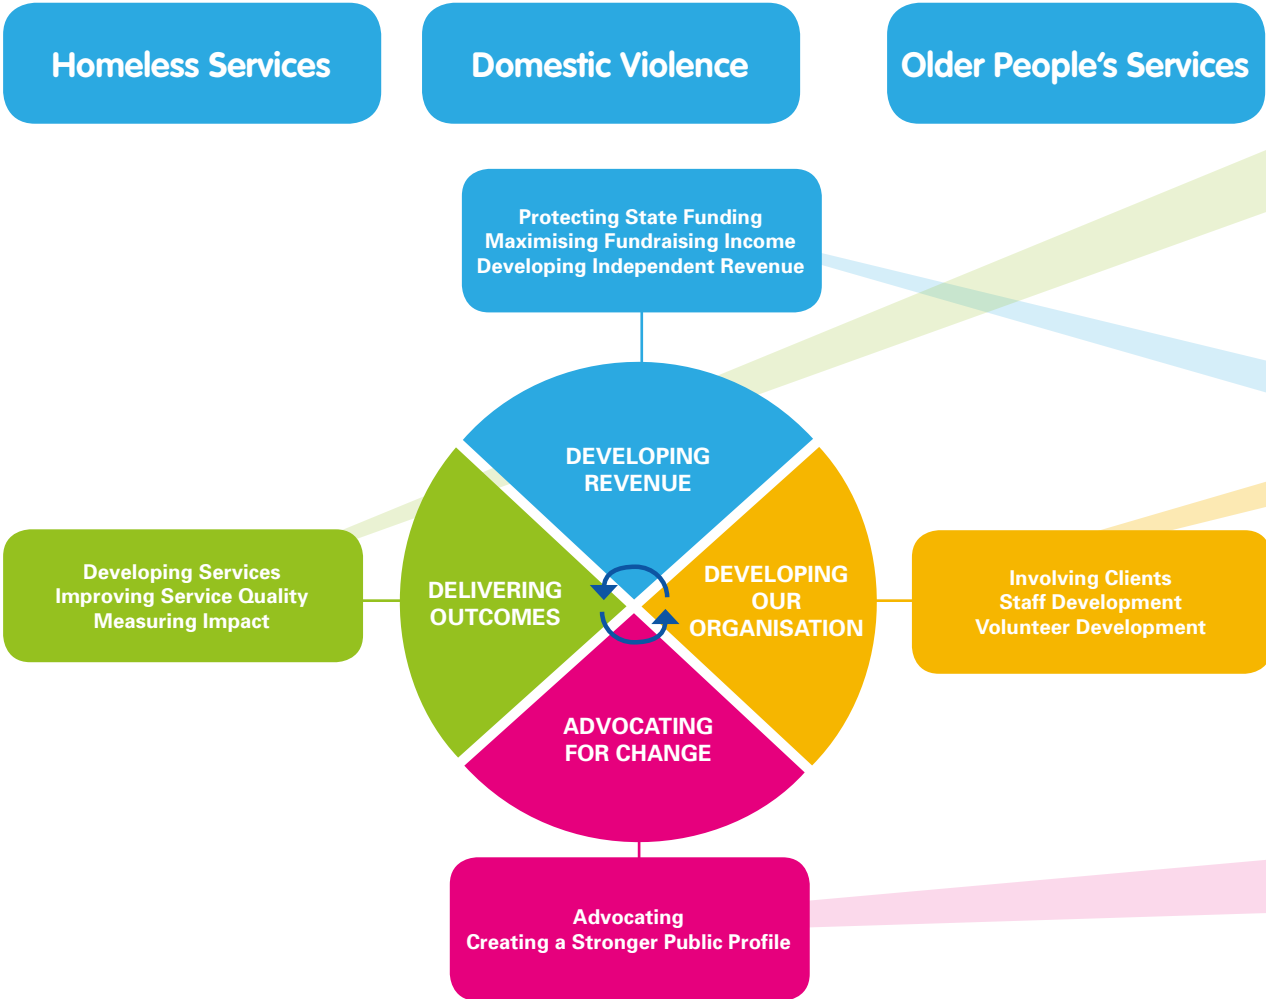 Homeless Services
Domestic Violence
Older People's Services
Protecting State Funding
Maximising Fundraising Income
Developing Independent Revenue
DEVELOPING
REVENUE
Developing Services
Improving Service Quality
Measuring Impact
DELIVERING
OUTCOMES
DEVELOPING
OUR
ORGANISATION
Involving Clients
Staff Development
Volunteer Development
ADVOCATING
FOR CHANGE
Advocating
Creating a Stronger Public Profile